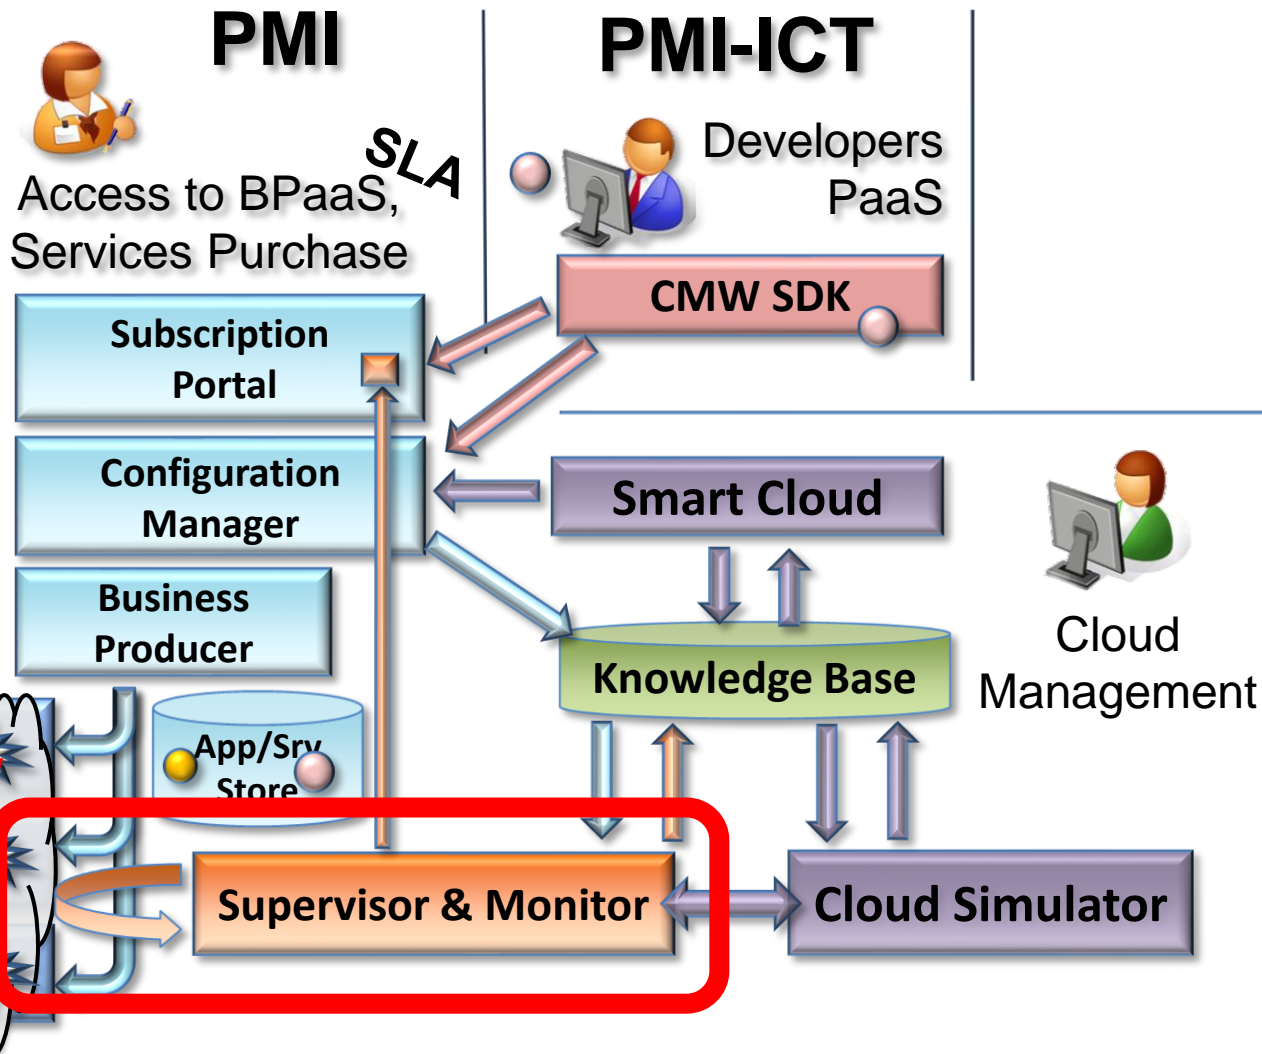 PMI
PMI-ICT
SLA
Access to BPaaS,
Services Purchase
Developers
PaaS
CMW SDK
Subscription
Portal
Configuration
Manager
Smart Cloud
Business
Producer
Knowledge Base
Cloud
Management
App/Srv
Store
Supervisor & Monitor
Cloud Simulator